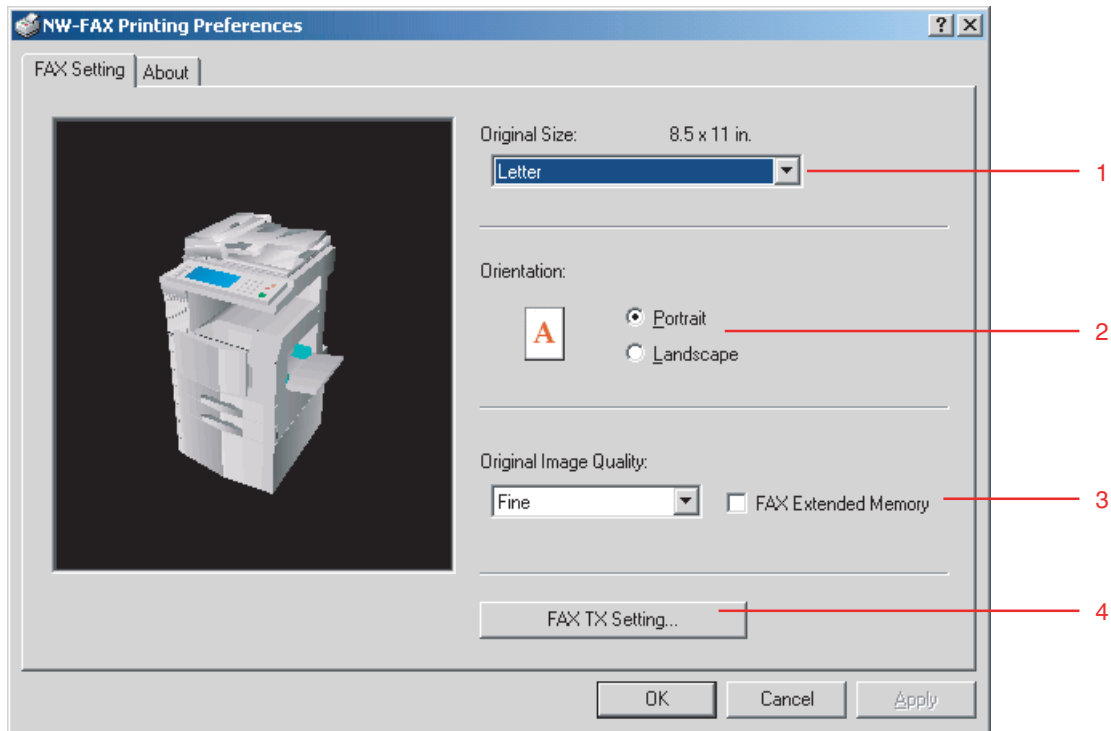 NW-FAX Printing Preferences
FAX Setting
About
Original Size: 8.5 x 11 in.
Letter
1
Orientation:
A
Portrait
2
Landscape
Original Image Quality:
Fine
FAX Extended Memory
3
FAX TX Setting...
4
OK
Cancel
Apply